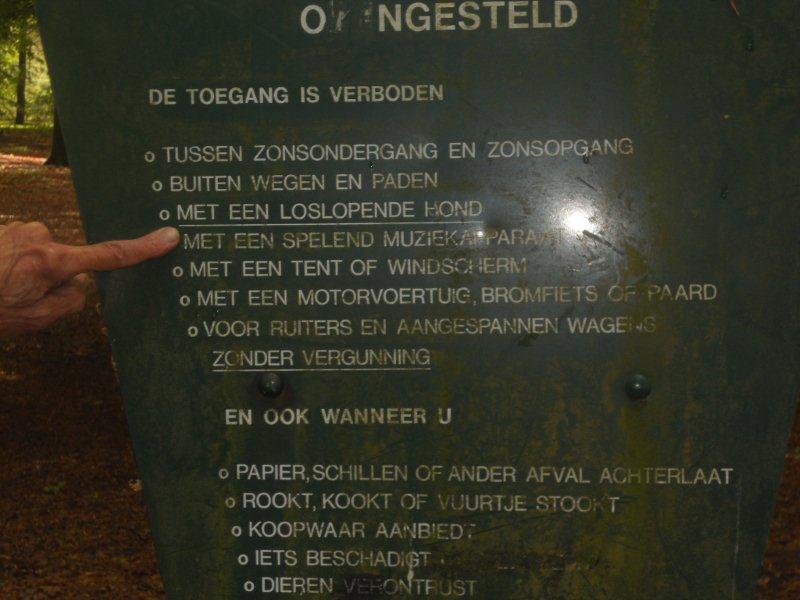 O NGESTELD
DE TOEGANG IS VERBODEN
o TUSSEN ZONSONDERGANG EN ZONSOPGANG
o BUITEN WEGEN EN PADEN
o MET EEN LOSLOPENDE HOND
MET EEN SPELEND MUZIEKAPPARAAT
o MET EEN TENT OF WINDSCHERM
o MET EEN MOTORVOERTUIG, BROMFIETS OF PAARD
o VOOR RUITERS EN AANGESPANNEN WAGENS
ZONDER VERGUNNING
EN OOK WANNEER U
o PAPIER, SCHILLEN OF ANDER AFVAL ACHTERLAAT
o ROOKT, KOOKT OF VUURTJE STOOKT
o KOOPWAAR AANBIEDT
o IETS BESCHADIGT
o DIEREN VERONTRUST